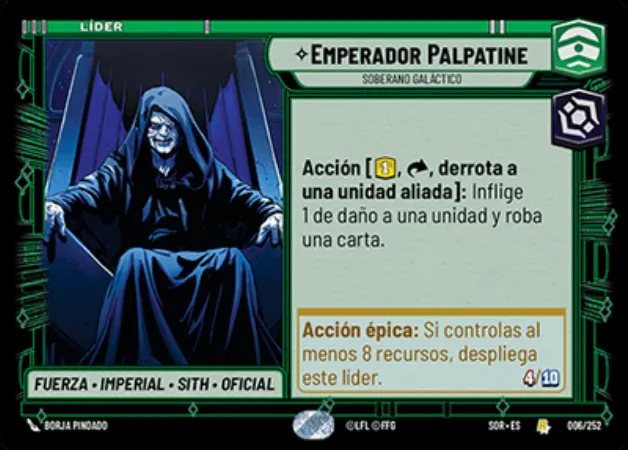 LÍDER
EMPERADOR PALPATINE
SOBERANO GALÁCTICO
Acción [1, , derrota a
una unidad aliada]: Inflige
1 de daño a una unidad y roba
una carta.
Acción épica: Si controlas al
menos 8 recursos, despliega
este líder.
4/10
FUERZA • IMPERIAL • SITH • OFICIAL
BORJA PINDADO
©LFL ©FFG
SOR • ES
R
006/252